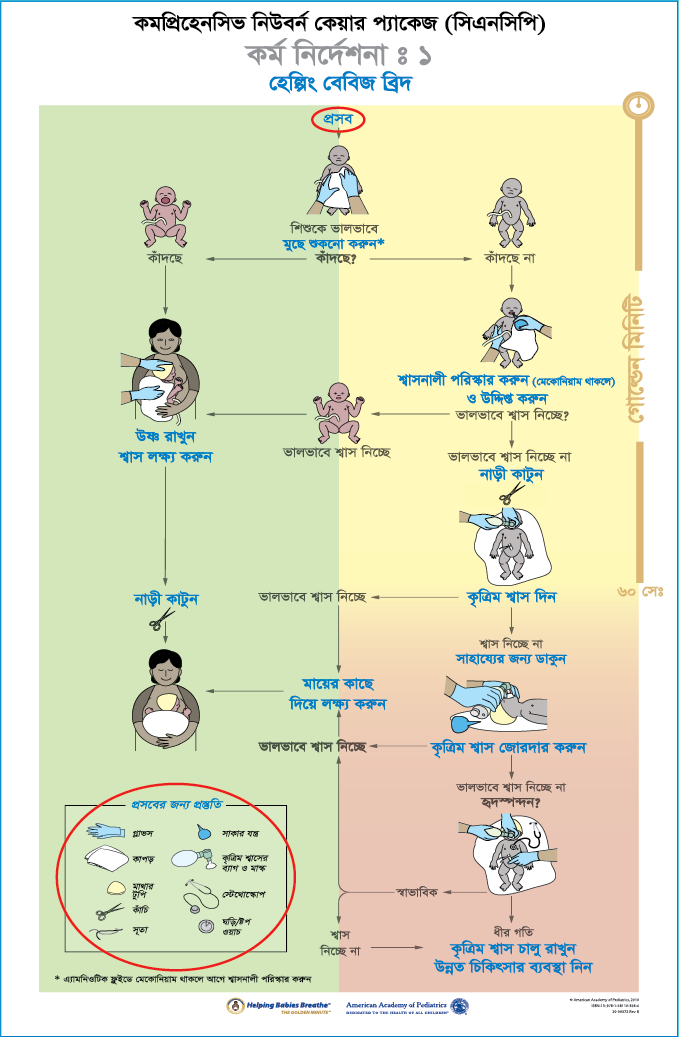 কমপ্রিহেনসিভ নিউবর্ন কেয়ার প্যাকেজ (সিএনসিপি)
কর্ম নির্দেশনা ঃ ১
হেল্পিং বেবিজ ব্রিদ
প্রসব
শিশুকে ভালভাবে
মুছে শুকনো করুন*
কাঁদছে
কাঁদছে?
কাঁদছে না
গোল্ডেন মিনিট
শ্বাসনালী পরিস্কার করুন (মেকোনিয়াম থাকলে)
ও উদ্দিপ্ত করুন
ভালভাবে শ্বাস নিচ্ছে?
উষ্ণ রাখুন
শ্বাস লক্ষ্য করুন
ভালভাবে শ্বাস নিচ্ছে
ভালভাবে শ্বাস নিচ্ছে না
নাড়ী কাটুন
নাড়ী কাটুন
ভালভাবে শ্বাস নিচ্ছে
কৃত্রিম শ্বাস দিন
৬০ সেঃ
শ্বাস নিচ্ছে না
সাহায্যের জন্য ডাকুন
মায়ের কাছে
দিয়ে লক্ষ্য করুন
ভালভাবে শ্বাস নিচ্ছে
কৃত্রিম শ্বাস জোরদার করুন
ভালভাবে শ্বাস নিচ্ছে না
হৃদস্পন্দন?
প্রসবের জন্য প্রস্তুতি
গ্লাভস
সাকার যন্ত্র
কাপড়
কৃত্রিম শ্বাসের
ব্যাগ ও মাস্ক
মাথার
টুপি
স্টেথোস্কোপ
কাঁচি
সূতা
ঘড়ি/ষ্টপ
ওয়াচ
স্বাভাবিক
শ্বাস
নিচ্ছে না
ধীর গতি
কৃত্রিম শ্বাস চালু রাখুন
উন্নত চিকিৎসার ব্যবস্থা নিন
* এ্যামনিওটিক ফ্লুইডে মেকোনিয়াম থাকলে আগে শ্বাসনালী পরিস্কার করুন
Helping Babies Breathe
THE GOLDEN MINUTE
American Academy of Pediatrics
DEDICATED TO THE HEALTH OF ALL CHILDREN
© American Academy of Pediatrics, 2010